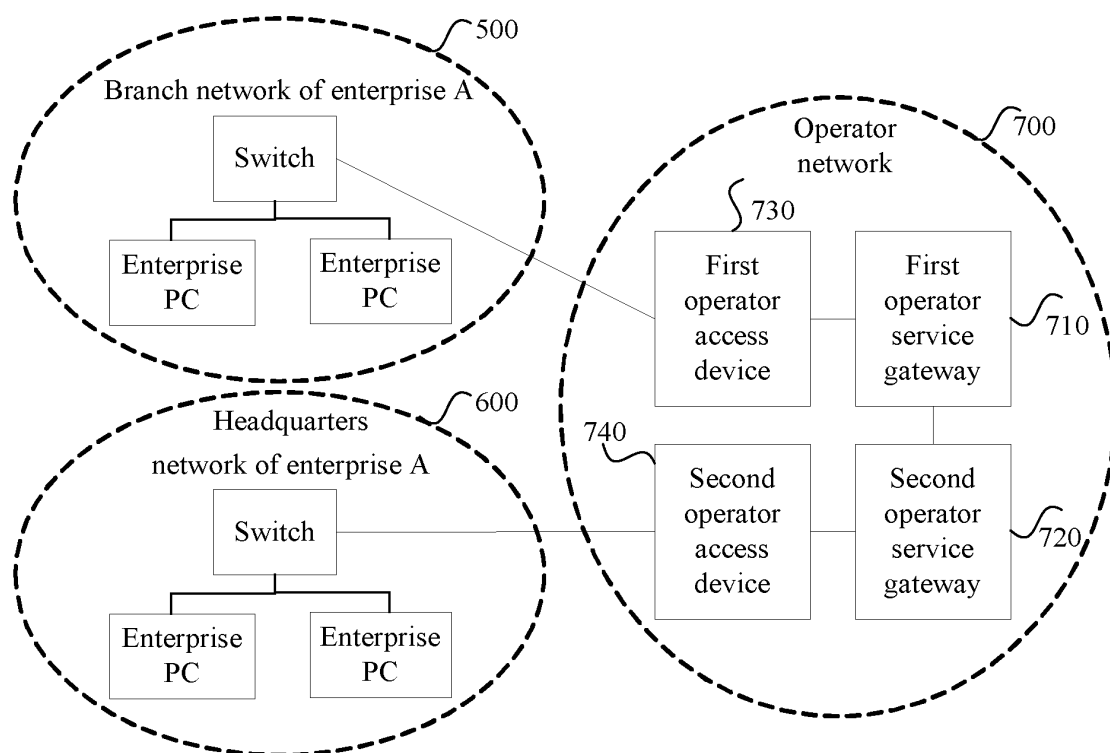 500
Branch network of enterprise A
Switch
Enterprise
PC
Enterprise
PC
600
Headquarters
network of enterprise A
Switch
Enterprise
PC
Enterprise
PC
700
Operator
network
730
First
operator
access
device
First
operator
service
gateway
710
740
Second
operator
access
device
Second
operator
service
gateway
720